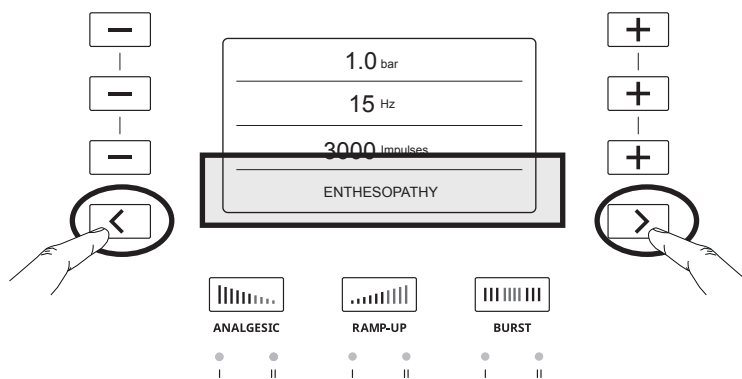 1.0 bar
15 Hz
3000 Impulses
ENTHESOPATHY
ANALGESIC RAMP-UP BURST
I II I II I II